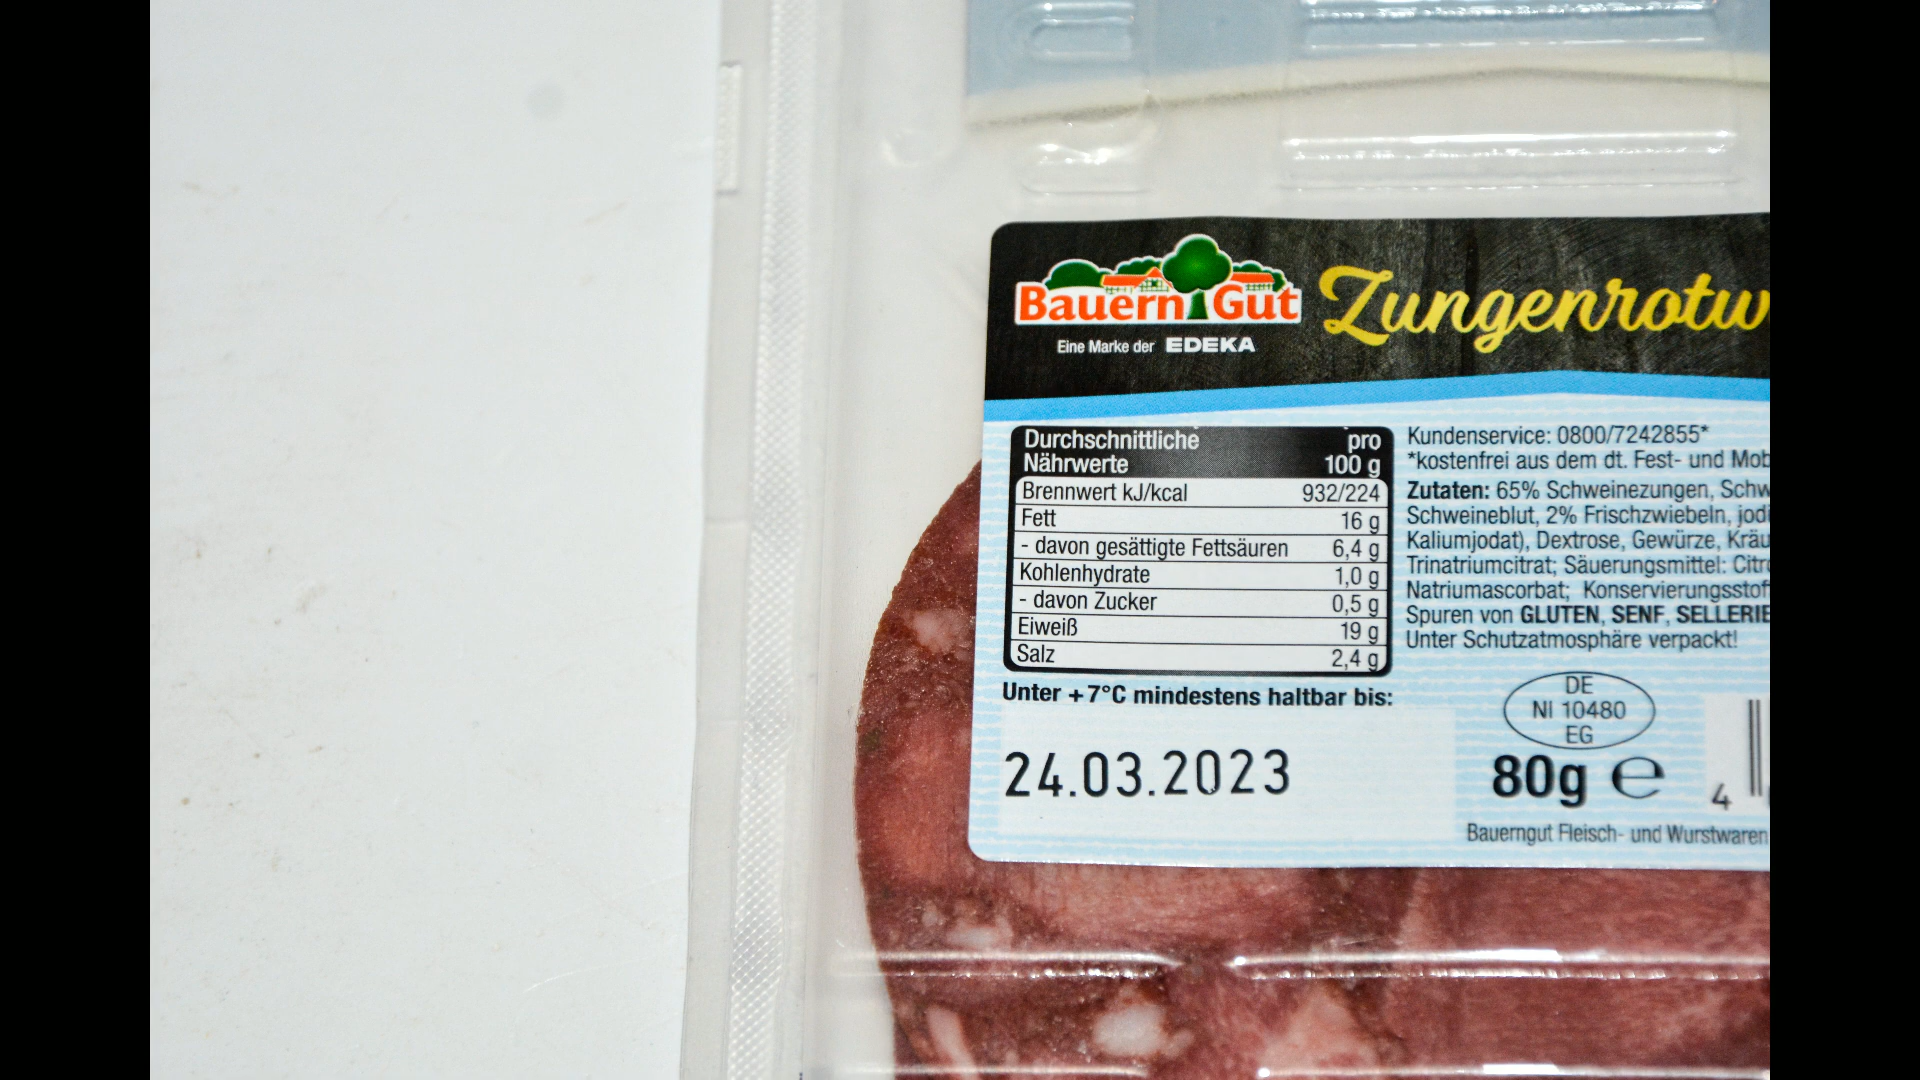 Bauern Gut
Eine Marke der EDEKA
Zungenrotw
Durchschnittliche pro
Nährwerte 100 g
Brennwert kJ/kcal 932/224
Fett 16 g
- davon gesättigte Fettsäuren 6,4 g
Kohlenhydrate 1,0 g
- davon Zucker 0,5 g
Eiweiß 19 g
Salz 2,4 g
Unter +7°C mindestens haltbar bis:
24.03.2023
Kundenservice: 0800/7242855*
*kostenfrei aus dem dt. Fest- und Mob
Zutaten: 65% Schweinezungen, Schw
Schweineblut, 2% Frischzwiebeln, jodi
Kaliumjodat), Dextrose, Gewürze, Kräu
Trinatriumcitrat; Säuerungsmittel: Citro
Natriumascorbat; Konservierungsstof
Spuren von GLUTEN, SENF, SELLERIE
Unter Schutzatmosphäre verpackt!
DE
NI 10480
EG
80g e
4
Bauerngut Fleisch- und Wurstwaren